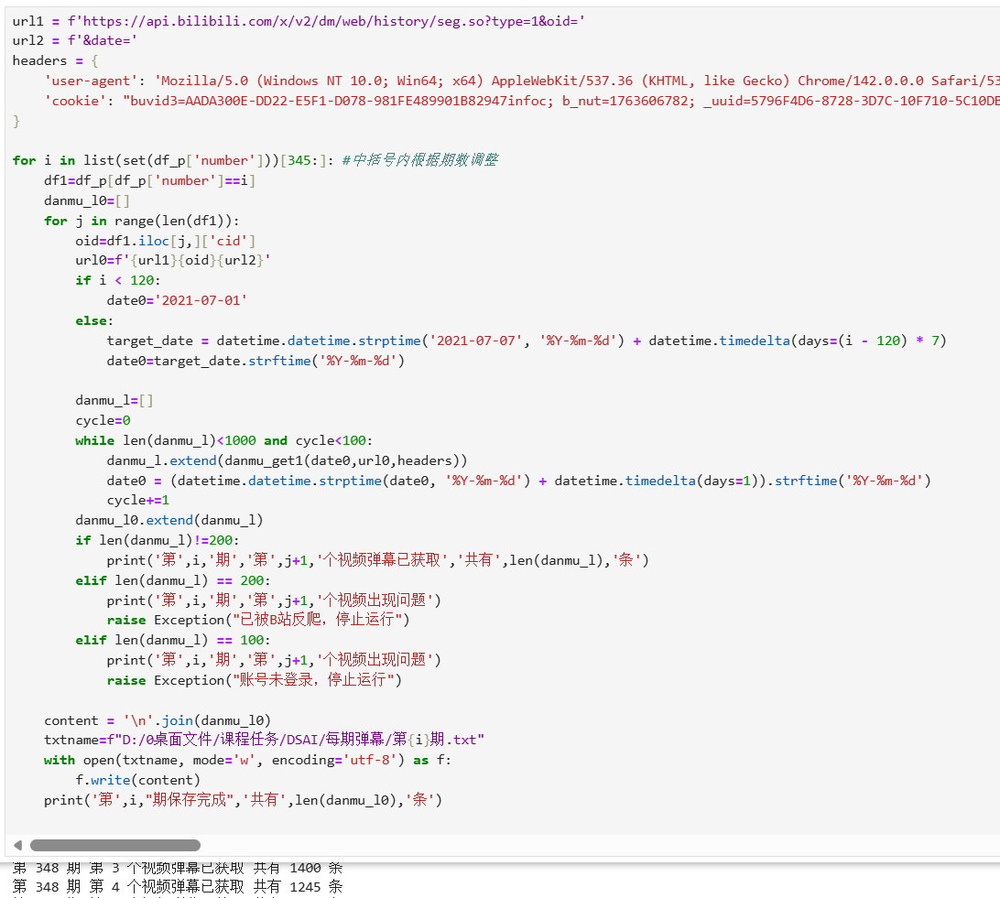 url1 = f'https://api.bilibili.com/x/v2/dm/web/history/seg.so?type=1&oid='
url2 = f'&date='
headers = {
    'user-agent': 'Mozilla/5.0 (Windows NT 10.0; Win64; x64) AppleWebKit/537.36 (KHTML, like Gecko) Chrome/142.0.0.0 Safari/53
    'cookie': "buvid3=AADA300E-DD22-E5F1-D078-981FE489901B82947infoc; b_nut=1763606782; _uuid=5796F4D6-8728-3D7C-10F710-5C10DB
}
for i in list(set(df_p['number']))[345:]: #中括号内根据期数调整
    df1=df_p[df_p['number']==i]
    danmu_l0=[]
    for j in range(len(df1)):
        oid=df1.iloc[j,]['cid']
        url0=f'{url1}{oid}{url2}'
        if i < 120:
            date0='2021-07-01'
        else:
            target_date = datetime.datetime.strptime('2021-07-07', '%Y-%m-%d') + datetime.timedelta(days=(i - 120) * 7)
            date0=target_date.strftime('%Y-%m-%d')
        danmu_l=[]
        cycle=0
        while len(danmu_l)<1000 and cycle<100:
            danmu_l.extend(danmu_get1(date0,url0,headers))
            date0 = (datetime.datetime.strptime(date0, '%Y-%m-%d') + datetime.timedelta(days=1)).strftime('%Y-%m-%d')
            cycle+=1
        danmu_l0.extend(danmu_l)
        if len(danmu_l)!=200:
            print('第',i,'期','第',j+1,'个视频弹幕已获取','共有',len(danmu_l),'条')
        elif len(danmu_l) == 200:
            print('第',i,'期','第',j+1,'个视频出现问题')
            raise Exception("已被B站反爬，停止运行")
        elif len(danmu_l) == 100:
            print('第',i,'期','第',j+1,'个视频出现问题')
            raise Exception("账号未登录，停止运行")
    content = '\n'.join(danmu_l0)
    txtname=f"D:/0桌面文件/课程任务/DSAI/每期弹幕/第{i}期.txt"
    with open(txtname, mode='w', encoding='utf-8') as f:
        f.write(content)
    print('第',i,"期保存完成",'共有',len(danmu_l0),'条')
第 348 期 第 3 个视频弹幕已获取 共有 1400 条
第 348 期 第 4 个视频弹幕已获取 共有 1245 条